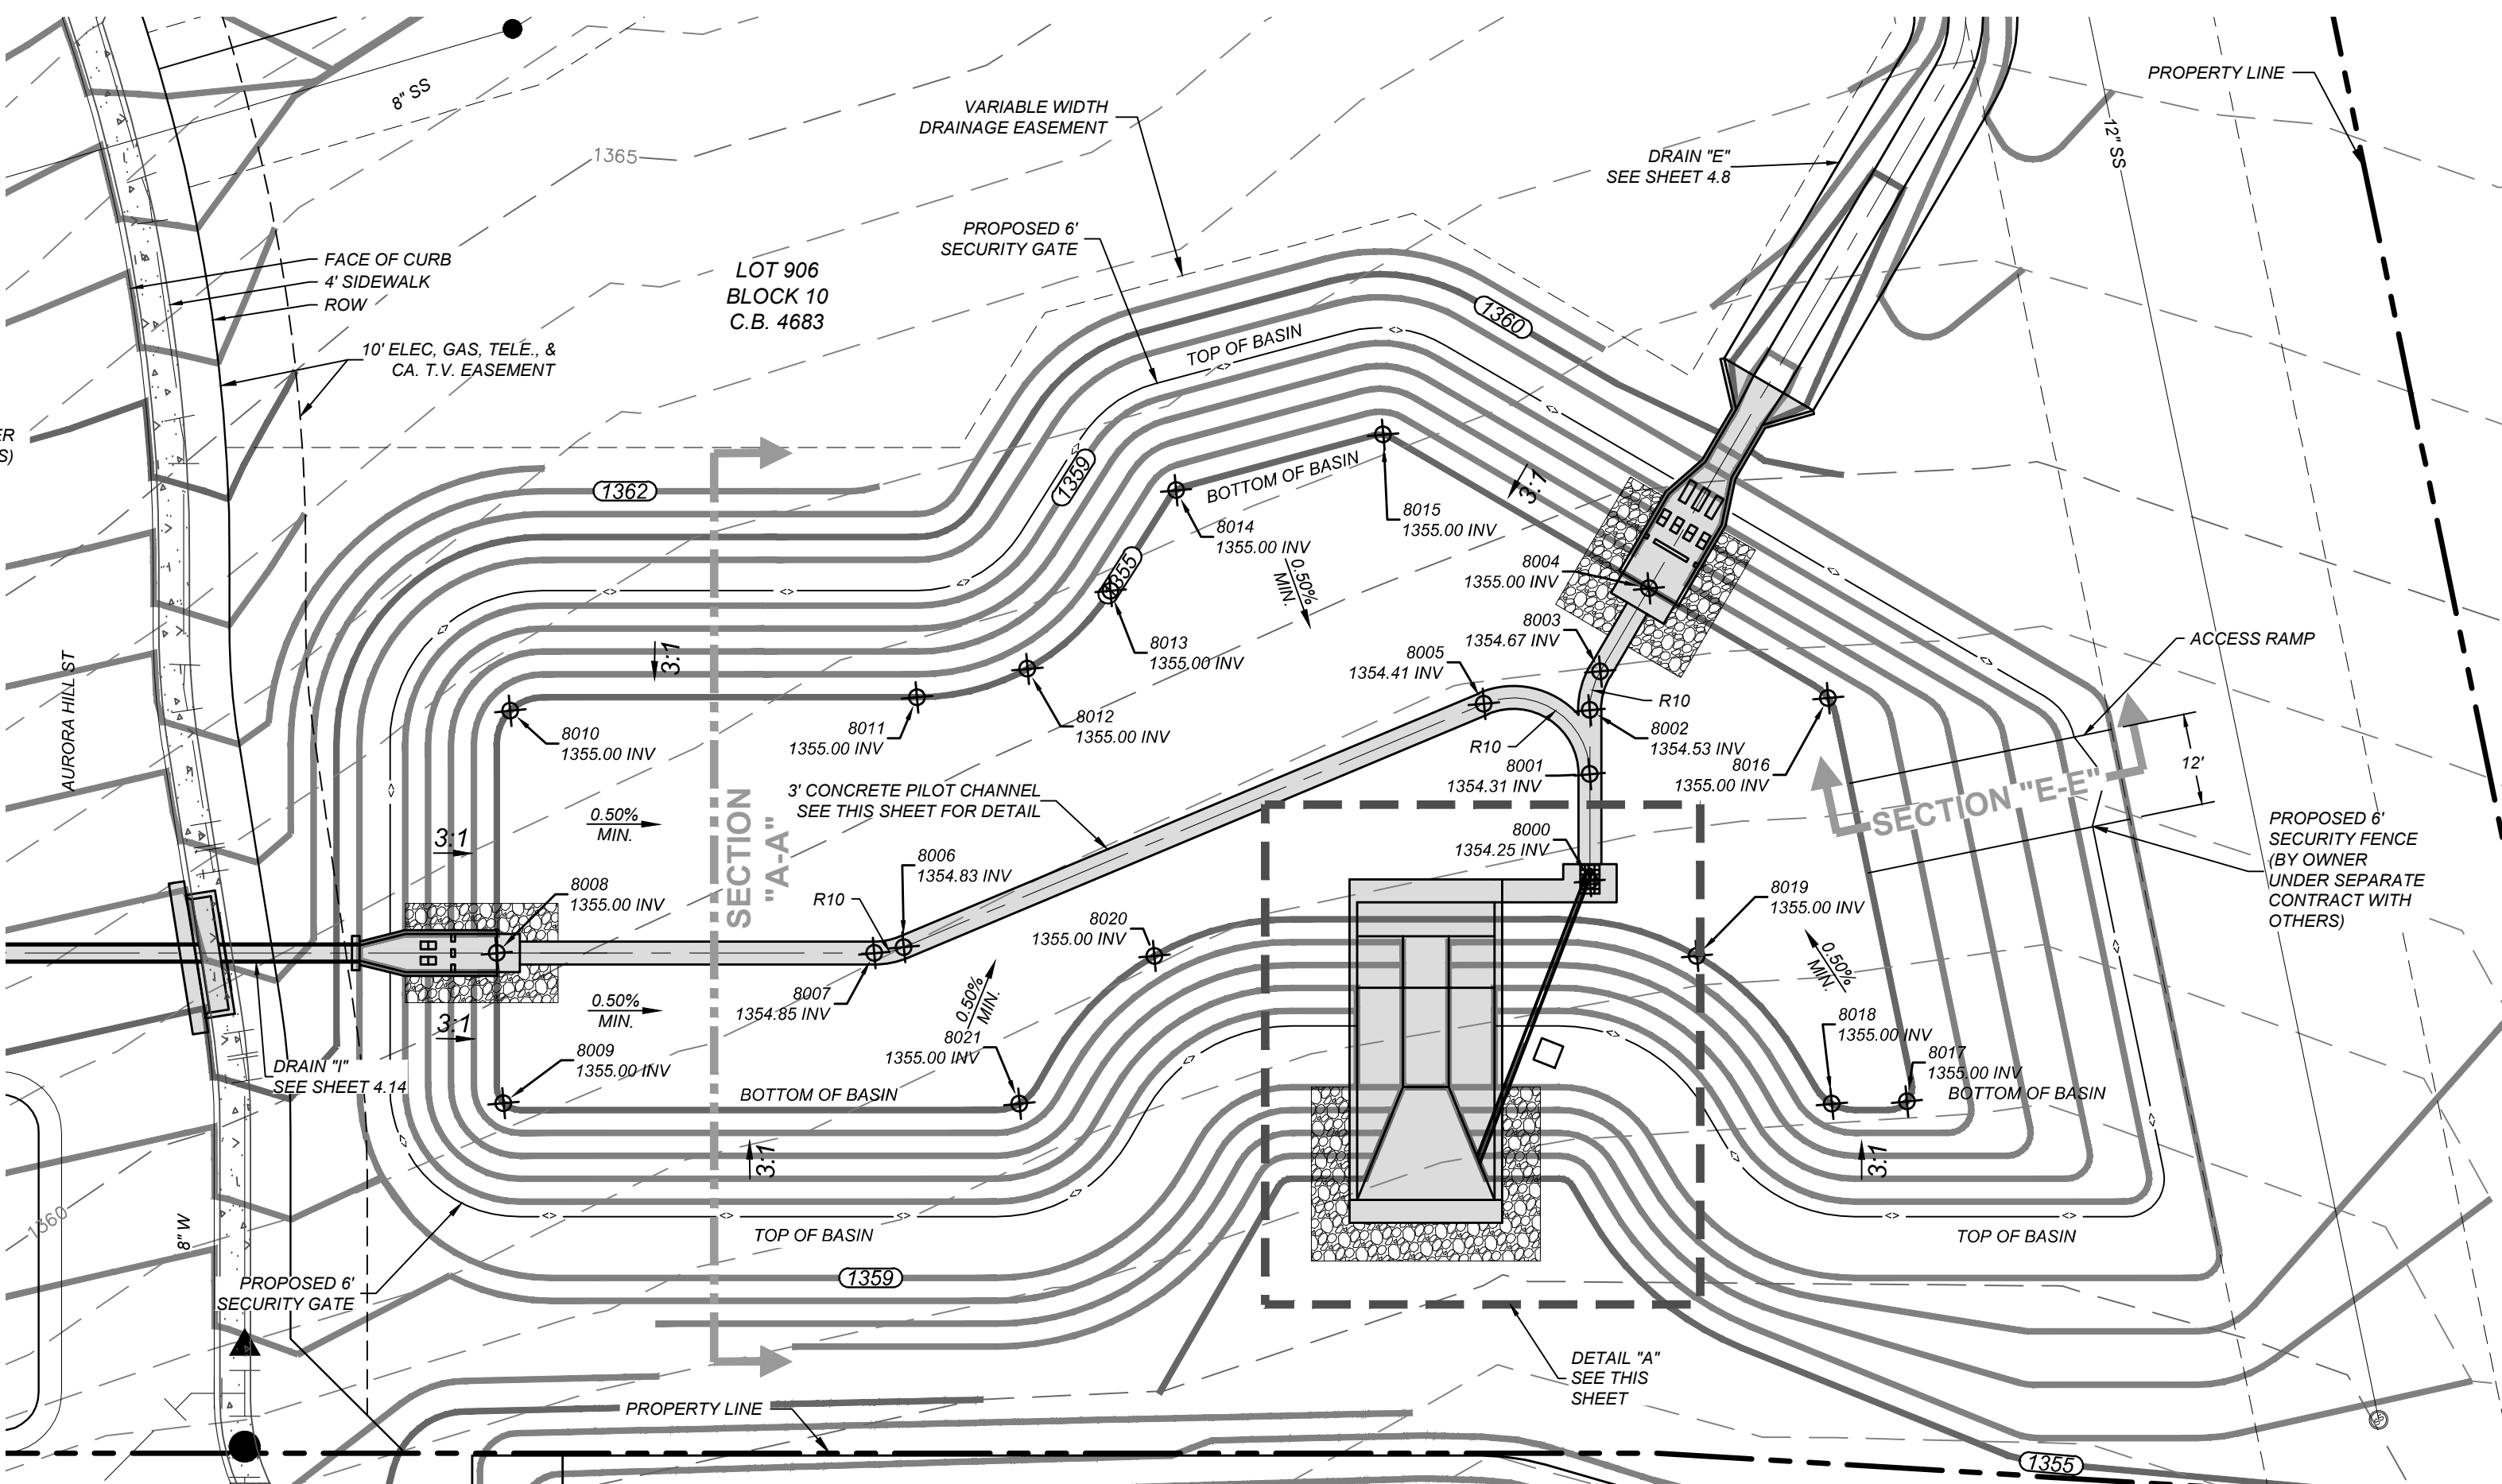 8" SS
1365
VARIABLE WIDTH
DRAINAGE EASEMENT
PROPERTY LINE
12" SS
DRAIN "E"
SEE SHEET 4.8
PROPOSED 6'
SECURITY GATE
LOT 906
BLOCK 10
C.B. 4683
FACE OF CURB
4' SIDEWALK
ROW
10' ELEC, GAS, TELE., &
CA. T.V. EASEMENT
1360
TOP OF BASIN
S)
1362
1359
BOTTOM OF BASIN
3:1
8015
1355.00 INV
8014
1355.00 INV
0.50%
MIN.
1355
8004
1355.00 INV
8003
1354.67 INV
8005
1354.41 INV
8013
1355.00 INV
ACCESS RAMP
AURORA HILL ST
3:1
8010
1355.00 INV
8011
1355.00 INV
8012
1355.00 INV
R10
R10
8002
1354.53 INV
8001
1354.31 INV
8016
1355.00 INV
12'
SECTION "E-E"
3' CONCRETE PILOT CHANNEL
SEE THIS SHEET FOR DETAIL
0.50%
MIN.
3:1
SECTION
"A-A"
8000
1354.25 INV
PROPOSED 6'
SECURITY FENCE
(BY OWNER
UNDER SEPARATE
CONTRACT WITH
OTHERS)
8006
1354.83 INV
R10
8008
1355.00 INV
8020
1355.00 INV
8019
1355.00 INV
0.50%
MIN.
8007
1354.85 INV
0.50%
MIN.
0.50%
MIN.
3:1
8021
1355.00 INV
8018
1355.00 INV
8017
1355.00 INV
BOTTOM OF BASIN
8009
1355.00 INV
DRAIN "I"
SEE SHEET 4.14
BOTTOM OF BASIN
3:1
3:1
1360
8" W
TOP OF BASIN
TOP OF BASIN
1359
PROPOSED 6'
SECURITY GATE
DETAIL "A"
SEE THIS
SHEET
PROPERTY LINE
SS
1355